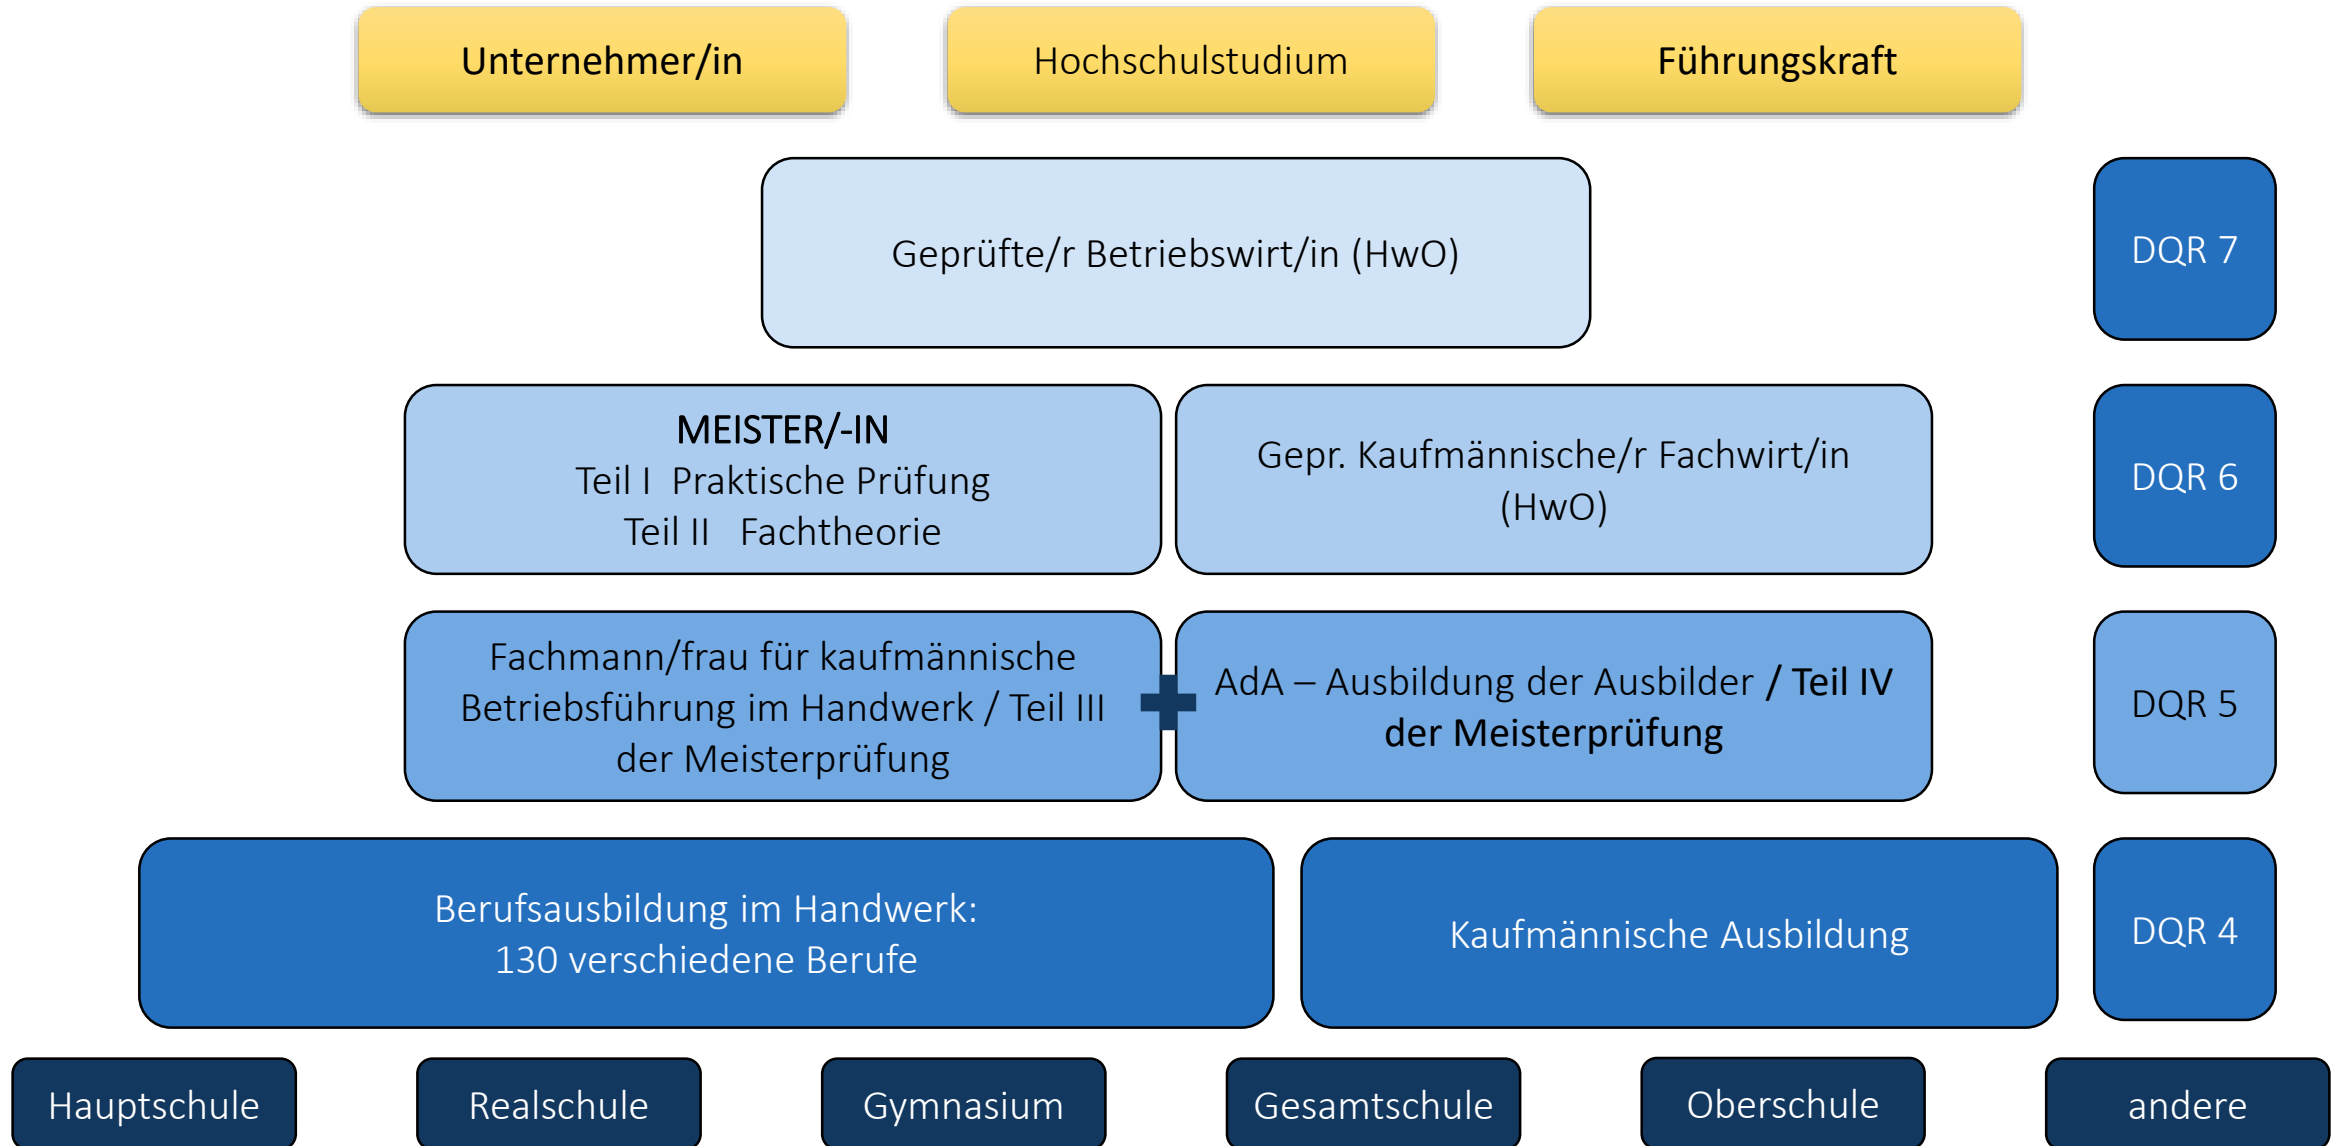 Unternehmer/in
Hochschulstudium
Führungskraft
Geprüfte/r Betriebswirt/in (HwO)
DQR 7
MEISTER/-IN
Teil I  Praktische Prüfung
Teil II   Fachtheorie
Gepr. Kaufmännische/r Fachwirt/in
(HwO)
DQR 6
Fachmann/frau für kaufmännische
Betriebsführung im Handwerk / Teil III
der Meisterprüfung
AdA – Ausbildung der Ausbilder / Teil IV
der Meisterprüfung
DQR 5
Berufsausbildung im Handwerk:
130 verschiedene Berufe
Kaufmännische Ausbildung
DQR 4
Hauptschule
Realschule
Gymnasium
Gesamtschule
Oberschule
andere